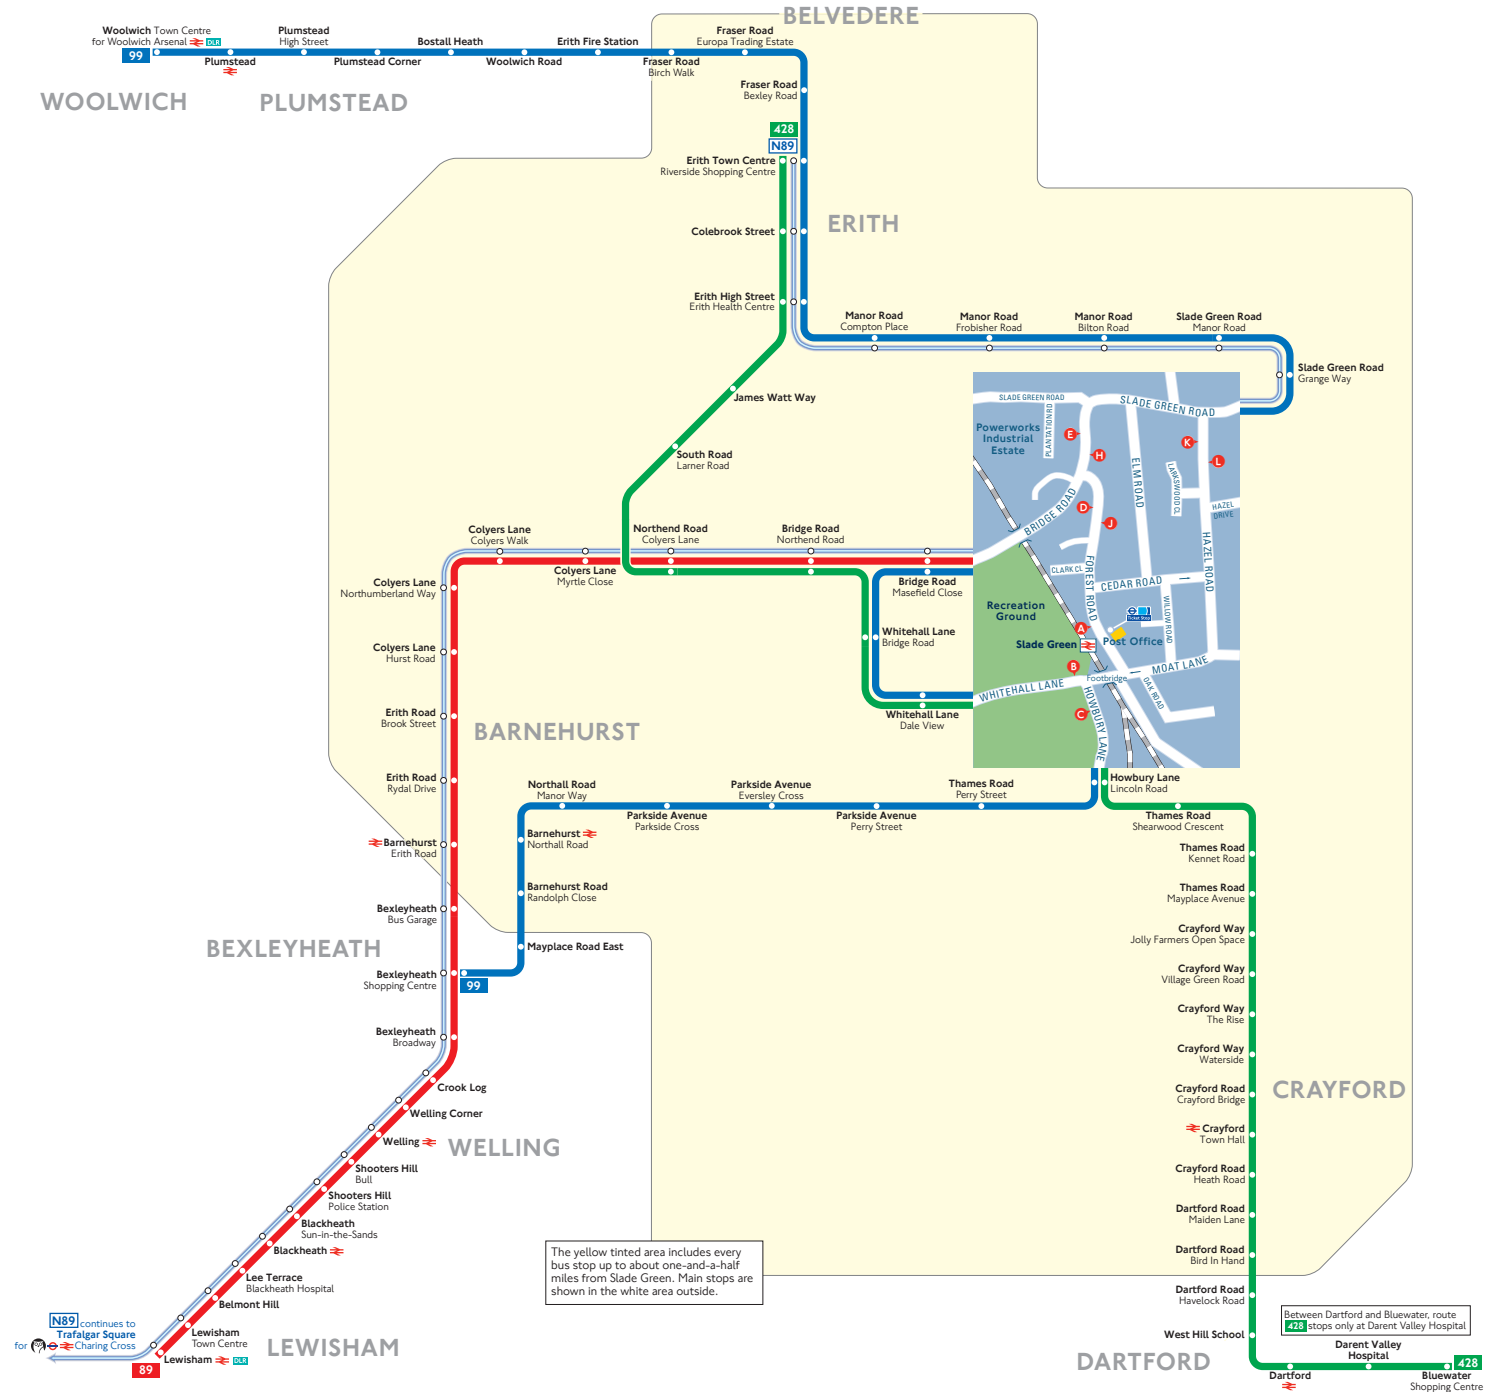 BELVEDERE
Woolwich Town Centre
for Woolwich Arsenal DLR
99
Plumstead
Plumstead
High Street
Plumstead Corner
Bostall Heath
Woolwich Road
Erith Fire Station
Fraser Road
Birch Walk
Fraser Road
Europa Trading Estate
Fraser Road
Bexley Road
WOOLWICH
PLUMSTEAD
428
N89
Erith Town Centre
Riverside Shopping Centre
Colebrook Street
ERITH
Erith High Street
Erith Health Centre
Manor Road
Compton Place
Manor Road
Frobisher Road
Manor Road
Bilton Road
Slade Green Road
Manor Road
Slade Green Road
Grange Way
James Watt Way
South Road
Larner Road
Colyers Lane
Colyers Walk
Northend Road
Colyers Lane
Bridge Road
Northend Road
Colyers Lane
Myrtle Close
Bridge Road
Masefield Close
Colyers Lane
Northumberland Way
Whitehall Lane
Bridge Road
Colyers Lane
Hurst Road
Erith Road
Brook Street
Whitehall Lane
Dale View
BARNEHURST
Erith Road
Rydal Drive
Barnehurst
Erith Road
Bexleyheath
Bus Garage
BEXLEYHEATH
Bexleyheath
Shopping Centre
99
Bexleyheath
Broadway
SLADE GREEN ROAD
SLADE GREEN ROAD
PLANTATION RD
Powerworks
Industrial
Estate
E
H
K
L
ELM ROAD
LARKSWOOD CL
HAZEL
DRIVE
BRIDGE ROAD
D
J
HAZEL ROAD
CLARK CL
FOREST ROAD
CEDAR ROAD
WILLOW ROAD
Recreation
Ground
Ticket Stop
A
Post Office
Slade Green
B
MOAT LANE
Footbridge
WHITEHALL LANE
OAK ROAD
C
HOWBURY LANE
Northall Road
Manor Way
Parkside Avenue
Parkside Cross
Parkside Avenue
Eversley Cross
Parkside Avenue
Perry Street
Thames Road
Perry Street
Barnehurst
Northall Road
Barnehurst Road
Randolph Close
Mayplace Road East
Howbury Lane
Lincoln Road
Thames Road
Shearwood Crescent
Thames Road
Kennet Road
Thames Road
Mayplace Avenue
Crayford Way
Jolly Farmers Open Space
Crayford Way
Village Green Road
Crayford Way
The Rise
Crayford Way
Waterside
Crayford Road
Crayford Bridge
CRAYFORD
Crayford
Town Hall
Crayford Road
Heath Road
Dartford Road
Maiden Lane
Dartford Road
Bird In Hand
Dartford Road
Havelock Road
West Hill School
DARTFORD
Dartford
Darent Valley
Hospital
428
Bluewater
Shopping Centre
Between Dartford and Bluewater, route
428 stops only at Darent Valley Hospital
The yellow tinted area includes every
bus stop up to about one-and-a-half
miles from Slade Green. Main stops are
shown in the white area outside.
Crook Log
Welling Corner
Welling
WELLING
Shooters Hill
Bull
Shooters Hill
Police Station
Blackheath
Sun-in-the-Sands
Blackheath
Lee Terrace
Blackheath Hospital
Belmont Hill
Lewisham
Town Centre
Lewisham DLR
LEWISHAM
89
N89 continues to
Trafalgar Square
for Charing Cross